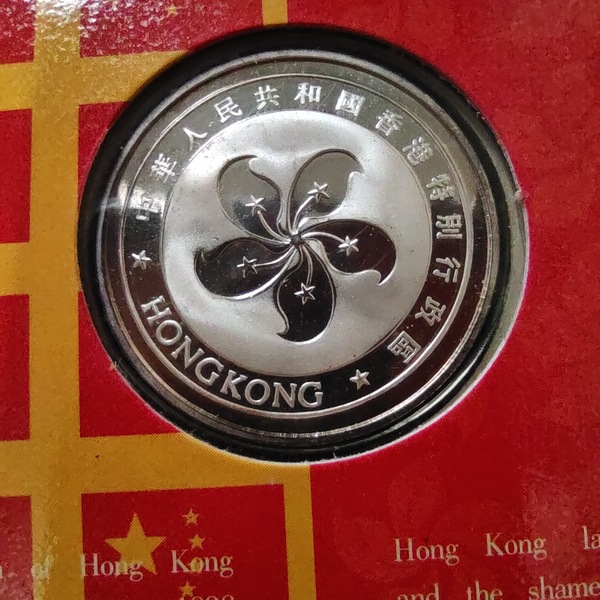 中華人民共和國香港特別行政區
HONGKONG
of Hong Kong
Hong Kong
and the shame